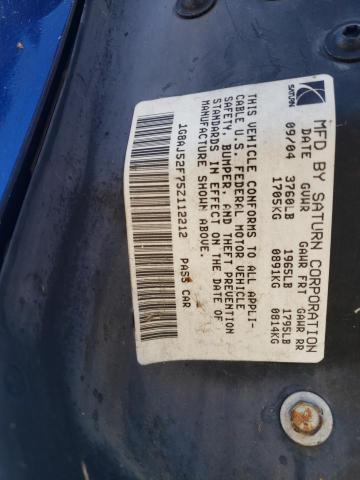 SATURN
MFD BY SATURN CORPORATION
DATE GVWR GAWR FRT GAWR RR
09/04 3760LB 1965LB 1795LB
1705KG 0891KG 0814KG
THIS VEHICLE CONFORMS TO ALL APPLI-
CABLE U.S. FEDERAL MOTOR VEHICLE
SAFETY, BUMPER, AND THEFT PREVENTION
STANDARDS IN EFFECT ON THE DATE OF
MANUFACTURE SHOWN ABOVE.
1G8AJ52F75Z112212 PASS CAR